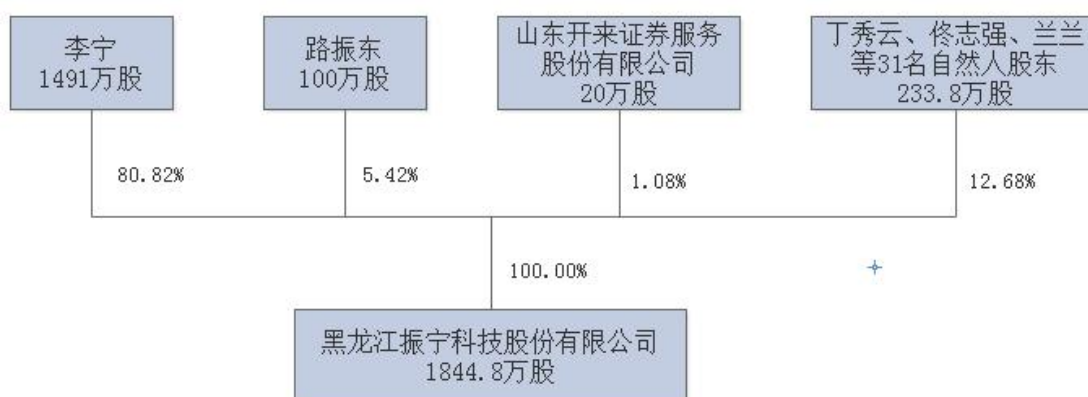 李宁
1491万股
路振东
100万股
山东开来证券服务
股份有限公司
20万股
丁秀云、佟志强、兰兰
等31名自然人股东
233.8万股
80.82%
5.42%
1.08%
12.68%
100.00%
黑龙江振宁科技股份有限公司
1844.8万股